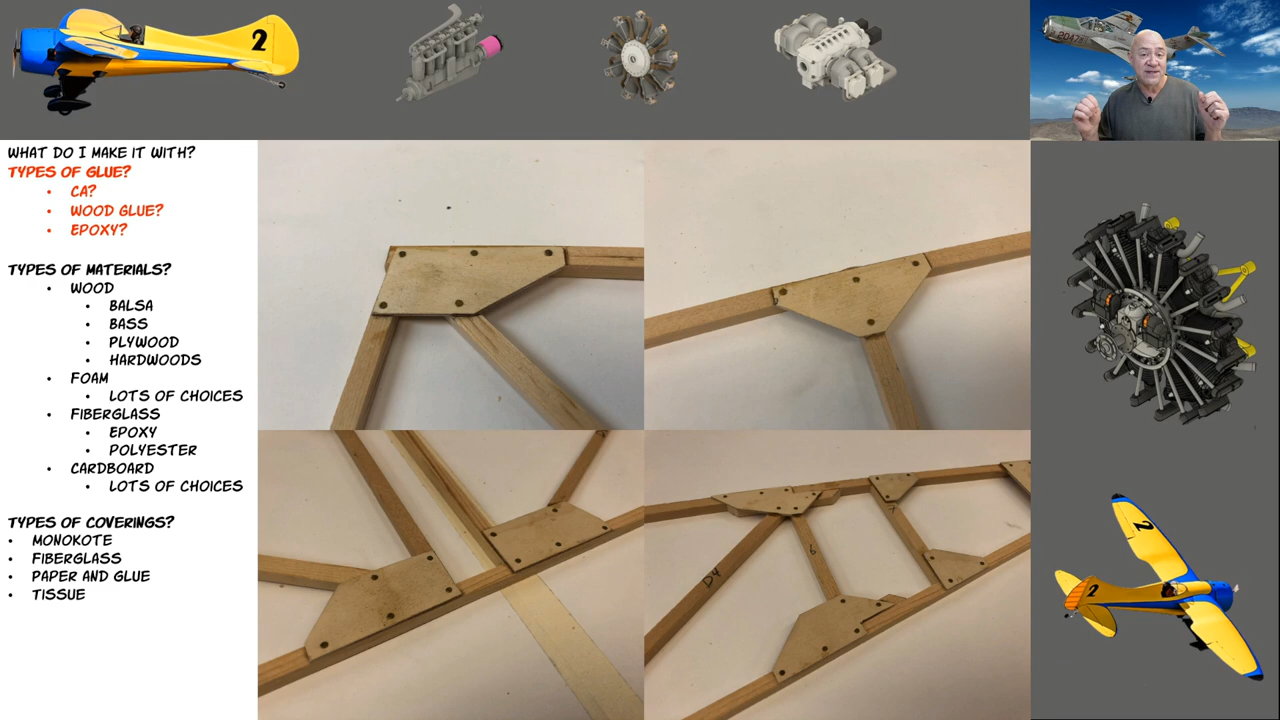 2
2042
WHAT DO I MAKE IT WITH?
TYPES OF GLUE?
• CA?
• WOOD GLUE?
• EPOXY?
TYPES OF MATERIALS?
• WOOD
• BALSA
• BASS
• PLYWOOD
• HARDWOODS
• FOAM
• LOTS OF CHOICES
• FIBERGLASS
• EPOXY
• POLYESTER
• CARDBOARD
• LOTS OF CHOICES
TYPES OF COVERINGS?
• MONOKOTE
• FIBERGLASS
• PAPER AND GLUE
• TISSUE
D4
6
2
2